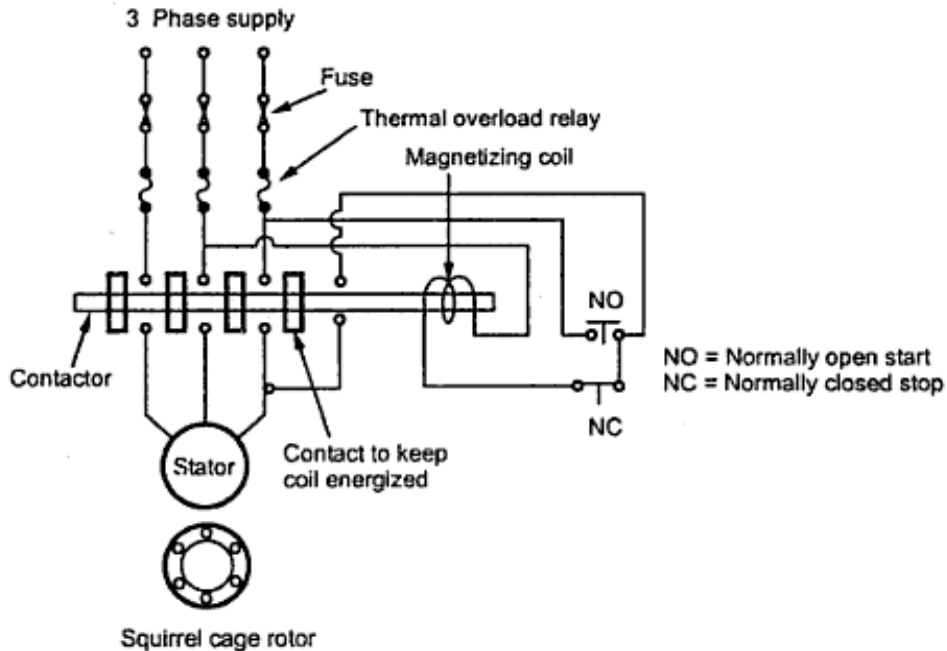 3 Phase supply
Fuse
Thermal overload relay
Magnetizing coil
NO
NO = Normally open start
NC = Normally closed stop
Contactor
NC
Stator
Contact to keep
coil energized
Squirrel cage rotor